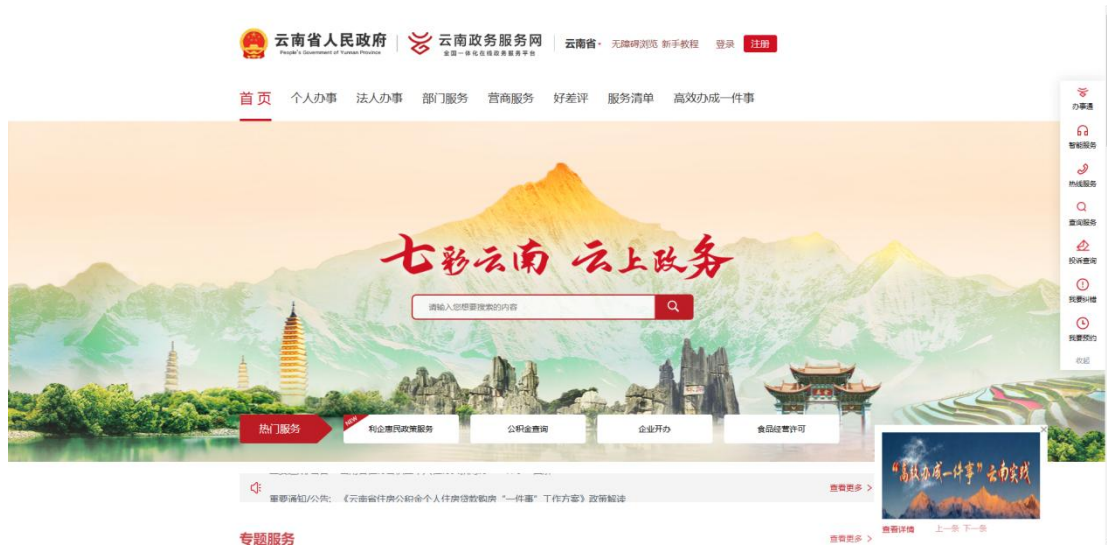 云南省人民政府
People's Government of Yunnan Province
云南政务服务网
全国一体化在线政务服务平台
云南省
无障碍浏览 新手教程
登录 注册
首页 个人办事 法人办事 部门服务 营商服务 好差评 服务清单 高效办成一件事
七彩云南 云上政务
请输入您想要搜索的内容
热门服务
NEW
利企惠民政策服务
公积金查询
企业开办
食品经营许可
重要通知/公告: 《云南省住房公积金个人住房贷款购房“一件事”工作方案》政策解读
查看更多 >
专题服务
查看更多 >
办事通
智能服务
热线服务
查询服务
投诉查询
我要纠错
我要预约
收起
×
“高效办成一件事”云南实践
查看详情 上一条 下一条